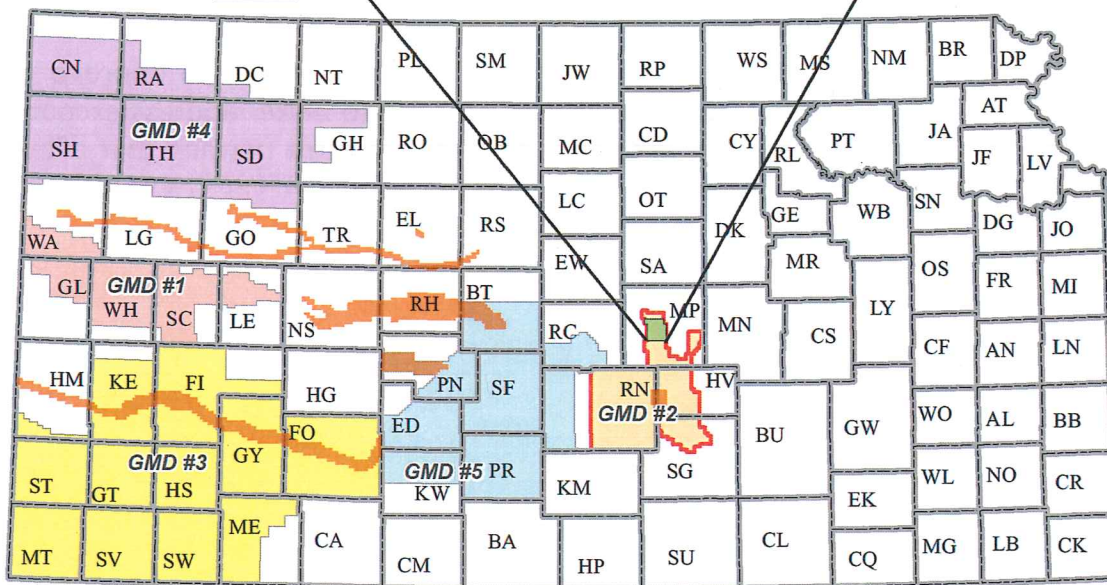 CN RA DC NT PL SM JW RP WS MS NM BR DP
SH GMD #4 TH SD GH RO OB MC CD CY RL PT JA AT JF LV
WA LG GO TR EL RS LC OT DK GE WB SN DG JO
GL GMD #1 WH SC LE NS RH BT EW SA MP MR OS FR MI
RC MN CS LY
HM KE FI HG PN SF RN HV CF AN LN
GMD #2
ST GT GMD #3 HS GY FO ED GMD #5 KW PR KM SG BU GW WO AL BB
EK WL NO CR
MT SV SW ME CA CM BA HP SU CL CQ MG LB CK